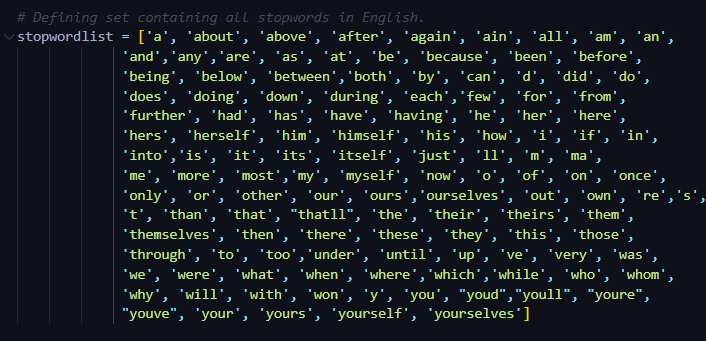 # Defining set containing all stopwords in English.
stopwordlist = ['a', 'about', 'above', 'after', 'again', 'ain', 'all', 'am', 'an',
'and','any','are', 'as', 'at', 'be', 'because', 'been', 'before',
'being', 'below', 'between','both', 'by', 'can', 'd', 'did', 'do',
'does', 'doing', 'down', 'during', 'each','few', 'for', 'from',
'further', 'had', 'has', 'have', 'having', 'he', 'her', 'here',
'hers', 'herself', 'him', 'himself', 'his', 'how', 'i', 'if', 'in',
'into','is', 'it', 'its', 'itself', 'just', 'll', 'm', 'ma',
'me', 'more', 'most','my', 'myself', 'now', 'o', 'of', 'on', 'once',
'only', 'or', 'other', 'our', 'ours','ourselves', 'out', 'own', 're','s',
't', 'than', 'that', "thatll", 'the', 'their', 'theirs', 'them',
'themselves', 'then', 'there', 'these', 'they', 'this', 'those',
'through', 'to', 'too','under', 'until', 'up', 've', 'very', 'was',
'we', 'were', 'what', 'when', 'where','which','while', 'who', 'whom',
'why', 'will', 'with', 'won', 'y', 'you', "youd","youll", "youre",
"youve", 'your', 'yours', 'yourself', 'yourselves']